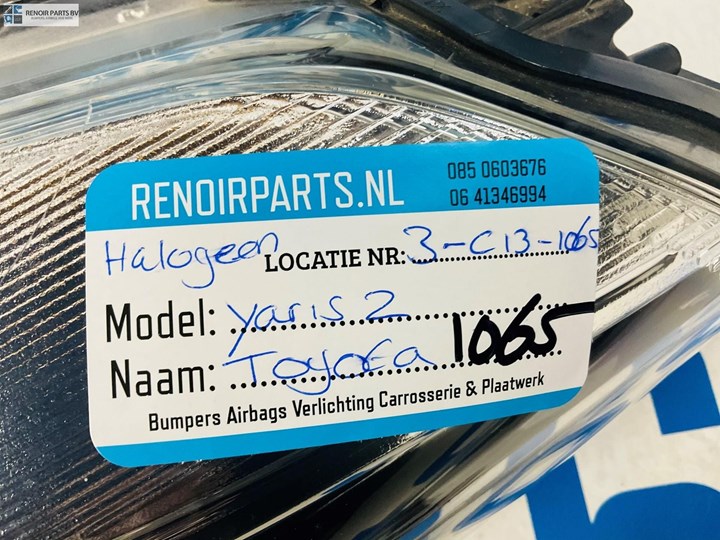 RENOIR PARTS BV
RENOIRPARTS.NL
085 0603676
06 41346994
Halogeen LOCATIE NR: 3-C13-1065
Model: Yaris 2
Naam: Toyota 1065
Bumpers Airbags Verlichting Carrosserie & Plaatwerk